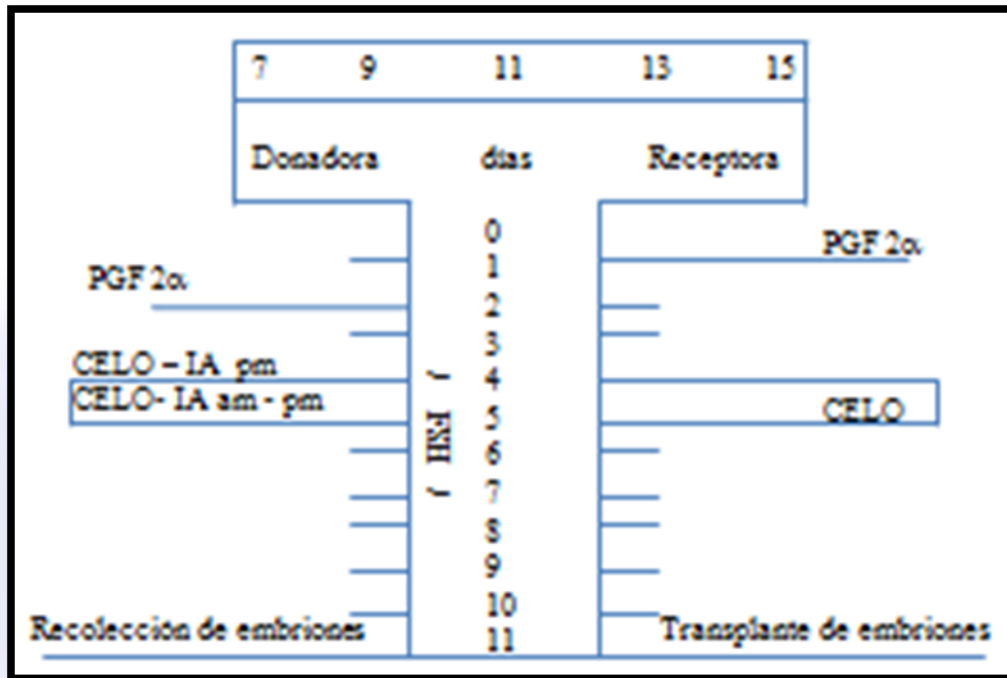 7 9 11 13 15
Donadora días Receptora
0
PGF 2α
1
PGF 2α
2
3
CELO – IA pm
4
CELO- IA am - pm
CELO
5
FSH
6
7
8
9
10
Recolección de embriones
Transplante de embriones
11